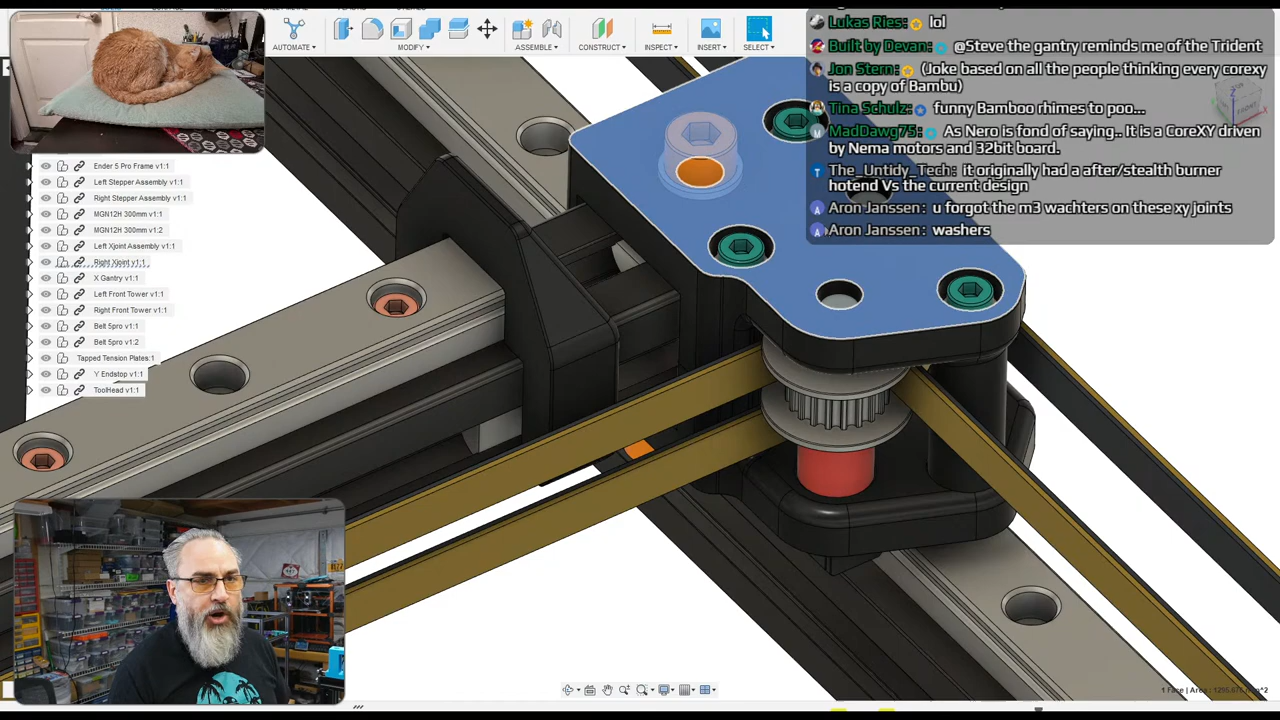 AUTOMATE
MODIFY
ASSEMBLE
CONSTRUCT
INSPECT
INSERT
SELECT
Lukas Ries: lol
Built by Devan: @Steve the gantry reminds me of the Trident
Jon Stern: (Joke based on all the people thinking every corexy
is a copy of Bambu)
Tina Schulz: funny Bamboo rhimes to poo...
MadDawg75: As Nero is fond of saying.. It is a CoreXY driven
by Nema motors and 32bit board.
The_Untidy_Tech: it originally had a after/stealth burner
hotend Vs the current design
Aron Janssen: u forgot the m3 wachters on these xy joints
Aron Janssen: washers
Z
Ender 5 Pro Frame v1:1
Left Stepper Assembly v1:1
Right Stepper Assembly v1:1
MGN12H 300mm v1:1
MGN12H 300mm v1:2
Left Xjoint Assembly v1:1
Right Xjoint v1:1
X Gantry v1:1
Left Front Tower v1:1
Right Front Tower v1:1
Belt 5pro v1:1
Belt 5pro v1:2
Tapped Tension Plates:1
Y Endstop v1:1
ToolHead v1:1